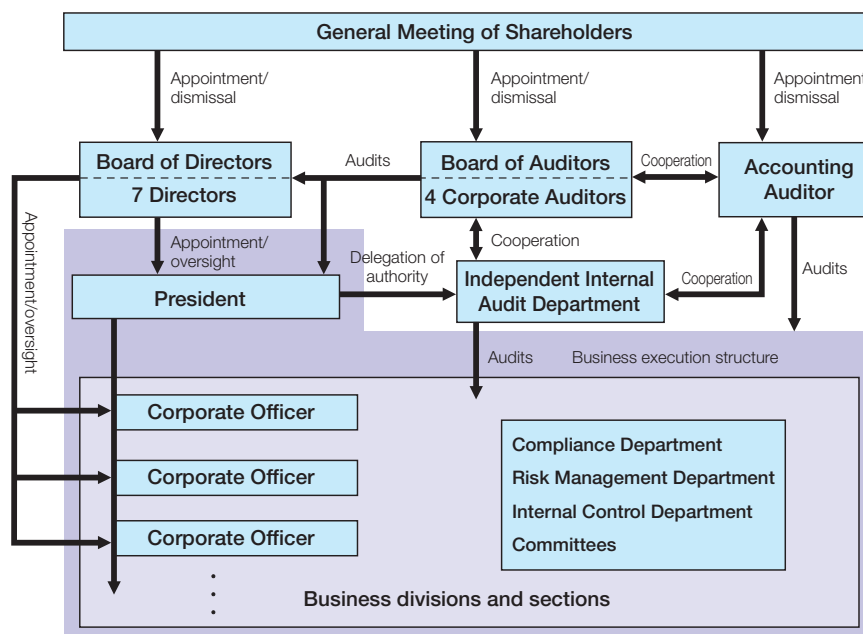 General Meeting of Shareholders
Appointment/
dismissal
Appointment/
dismissal
Appointment/
dismissal
Board of Directors
7 Directors
Audits
Board of Auditors
4 Corporate Auditors
Cooperation
Accounting
Auditor
Appointment/oversight
Appointment/
oversight
Delegation of
authority
Cooperation
Cooperation
Audits
President
Independent Internal
Audit Department
Audits
Business execution structure
Corporate Officer
Corporate Officer
Corporate Officer
Compliance Department
Risk Management Department
Internal Control Department
Committees
Business divisions and sections